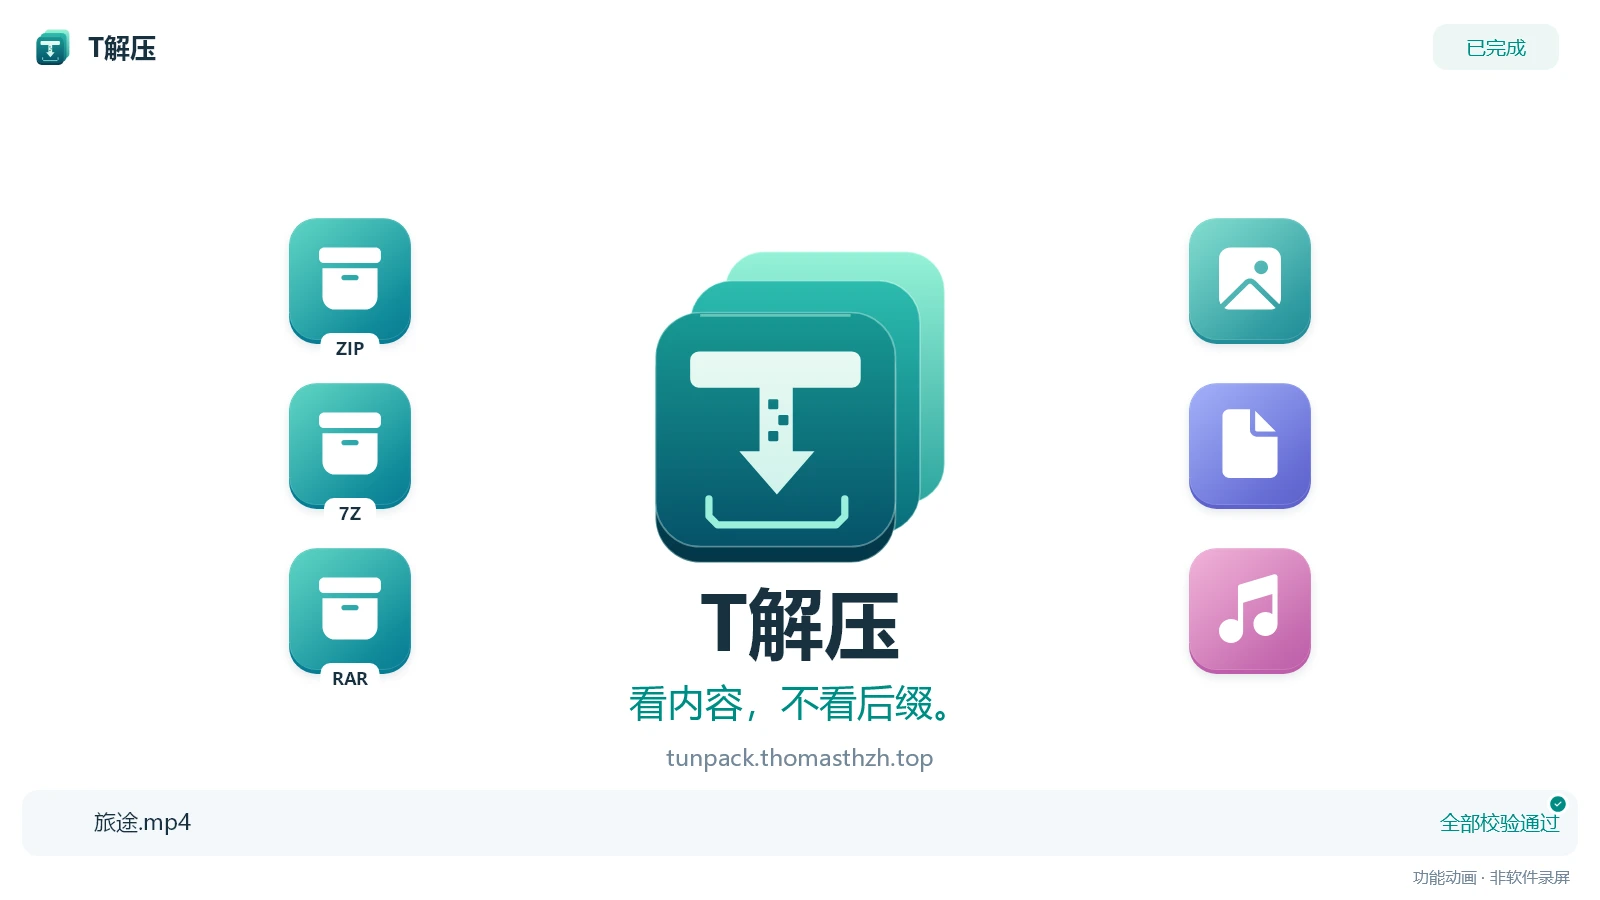 T解压
已完成
ZIP
7Z
RAR
T解压
看内容，不看后缀。
tunpack.thomasthzh.top
旅途.mp4
全部校验通过
功能动画 · 非软件录屏